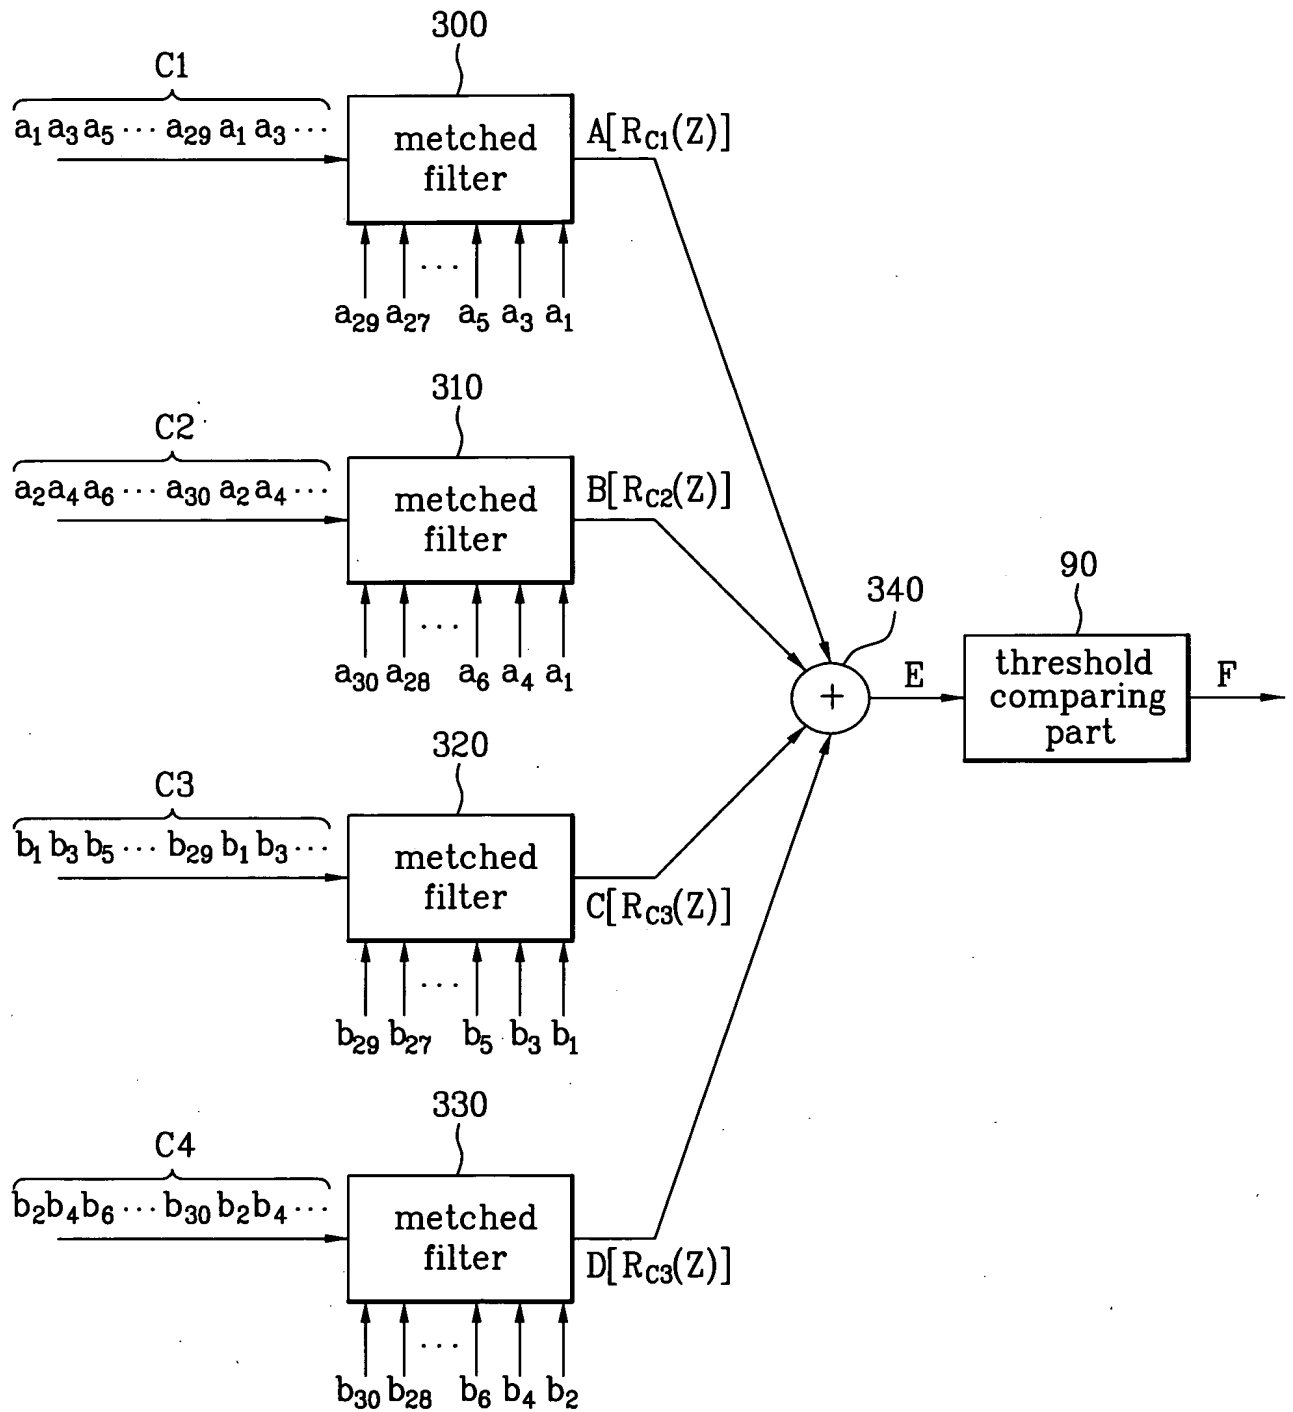 300
C1
a1 a3 a5 ··· a29 a1 a3 ···
metched
filter
A[RC1(Z)]
··· 
a29 a27 a5 a3 a1
310
C2
a2 a4 a6 ··· a30 a2 a4 ···
metched
filter
B[RC2(Z)]
···
a30 a28 a6 a4 a1
340
E
90
threshold
comparing
part
F
+
320
C3
b1 b3 b5 ··· b29 b1 b3 ···
metched
filter
C[RC3(Z)]
···
b29 b27 b5 b3 b1
330
C4
b2 b4 b6 ··· b30 b2 b4 ···
metched
filter
D[RC3(Z)]
···
b30 b28 b6 b4 b2